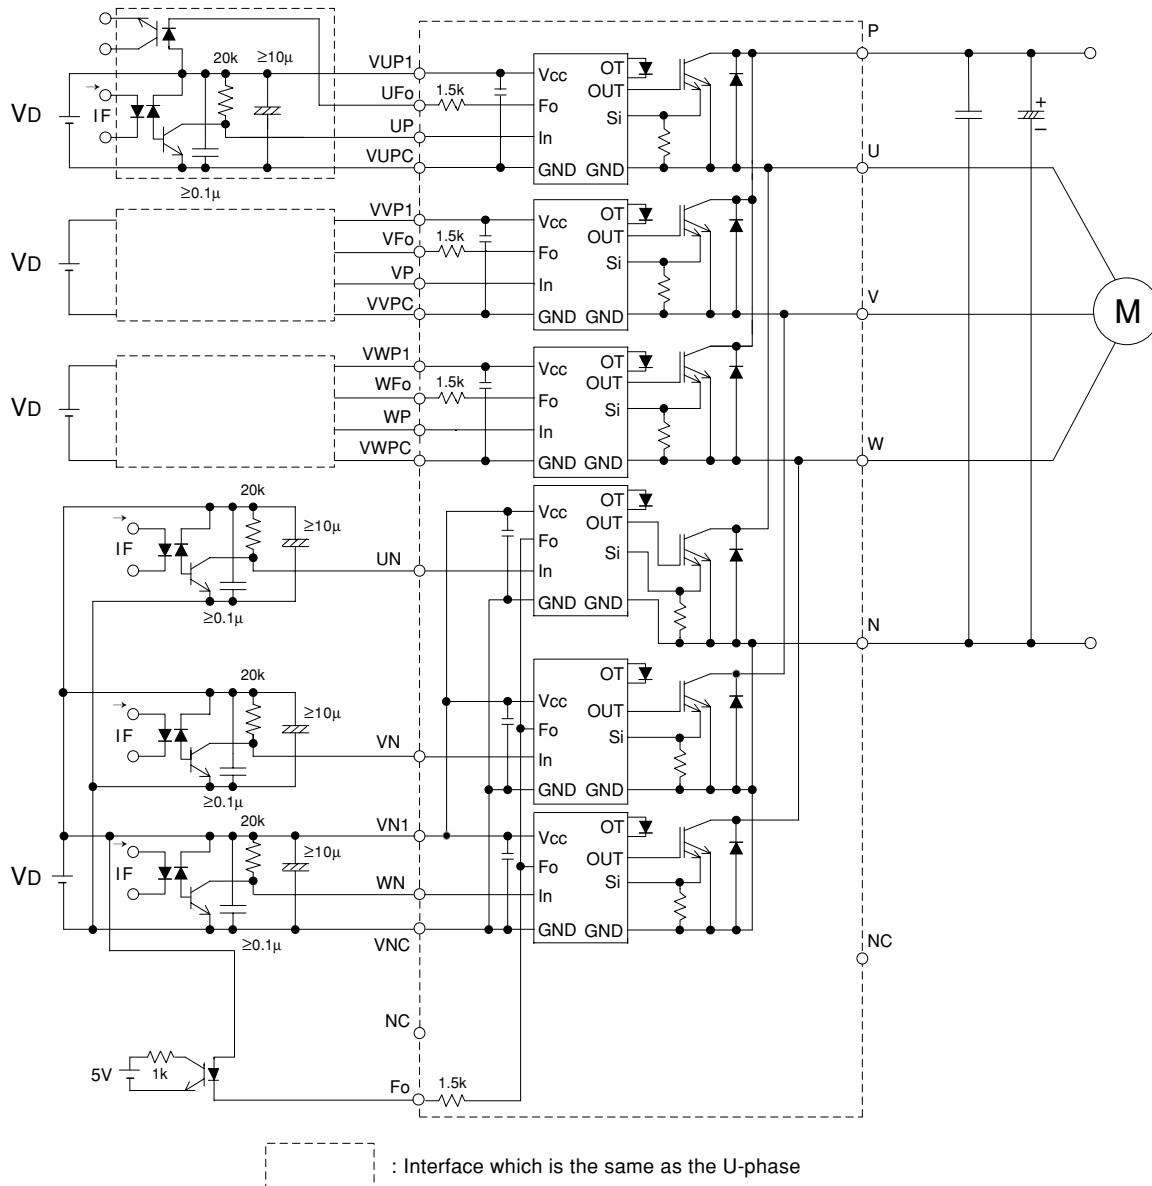 P
20k
≥10μ
VUP1
Vcc
OT
UFo
1.5k
OUT
VD
IF
Fo
Si
UP
In
+
–
VUPC
U
GND
GND
≥0.1μ
VVP1
Vcc
OT
VFo
1.5k
OUT
VD
Fo
Si
VP
In
V
VVPC
GND
GND
M
VWP1
Vcc
OT
WFo
1.5k
OUT
VD
Fo
Si
WP
In
W
VWPC
GND
GND
20k
OT
Vcc
≥10μ
OUT
IF
Fo
Si
UN
In
GND
GND
≥0.1μ
N
20k
OT
Vcc
≥10μ
OUT
IF
Fo
Si
VN
In
GND
GND
≥0.1μ
20k
VN1
OT
Vcc
≥10μ
IF
OUT
VD
Fo
Si
WN
In
GND
GND
≥0.1μ
VNC
NC
NC
5V
1k
Fo
1.5k
: Interface which is the same as the U-phase